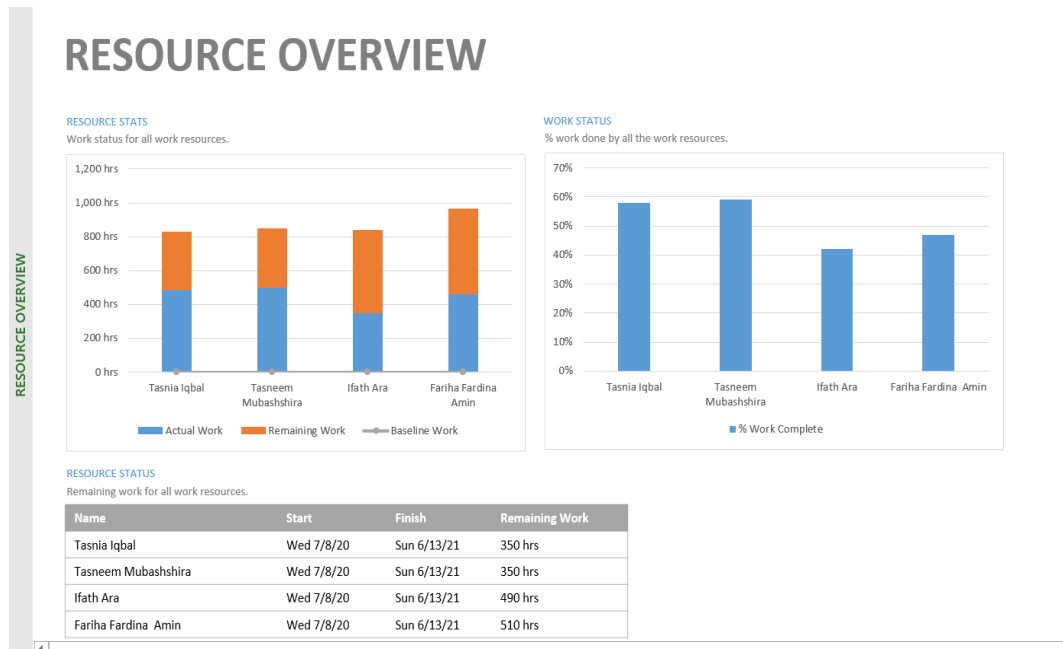 RESOURCE OVERVIEW
RESOURCE OVERVIEW
RESOURCE STATS
Work status for all work resources.
1,200 hrs
1,000 hrs
800 hrs
600 hrs
400 hrs
200 hrs
0 hrs
Tasnia Iqbal
Tasneem
Mubashshira
Ifath Ara
Fariha Fardina
Amin
Actual Work Remaining Work Baseline Work
WORK STATUS
% work done by all the work resources.
70%
60%
50%
40%
30%
20%
10%
0%
Tasnia Iqbal
Tasneem
Mubashshira
Ifath Ara
Fariha Fardina Amin
% Work Complete
RESOURCE STATUS
Remaining work for all work resources.
Name Start Finish Remaining Work
Tasnia Iqbal Wed 7/8/20 Sun 6/13/21 350 hrs
Tasneem Mubashshira Wed 7/8/20 Sun 6/13/21 350 hrs
Ifath Ara Wed 7/8/20 Sun 6/13/21 490 hrs
Fariha Fardina Amin Wed 7/8/20 Sun 6/13/21 510 hrs